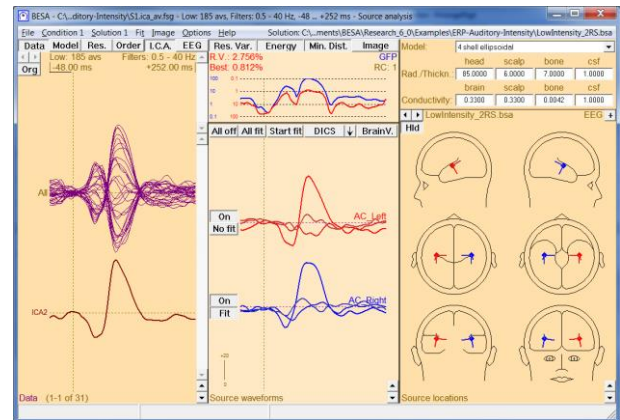 BESA - C:\...ditory-Intensity\S1.ica_av.fsg - Low: 185 avs, Filters: 0.5 - 40 Hz, -48 ... +252 ms - Source analysis
File Condition 1 Solution 1 Fit Image Options Help Solution: C:\...ments\BESA\Research_6_0\Examples\ERP-Auditory-Intensity\LowIntensity_2RS.bsa
Data Model Res. Order I.C.A. EEG
Org
Low: 185 avs Filters: 0.5 - 40 Hz
-48.00 ms +252.00 ms
All
ICA2
Data (1-1 of 31)
Res. Var. Energy Min. Dist. Image
R.V.: 2.756% GFP
Best: 0.812% RC: 1
All off All fit Start fit DICS BrainV.
On
No fit
AC_Left
On
Fit
AC_Right
Source waveforms
Model: 4 shell ellipsoidal
head scalp bone csf
Rad./Thickn.: 85.0000 6.0000 7.0000 1.0000
brain scalp bone csf
Conductivity: 0.3300 0.3300 0.0042 1.0000
LowIntensity_2RS.bsa EEG +
Hld
Source locations